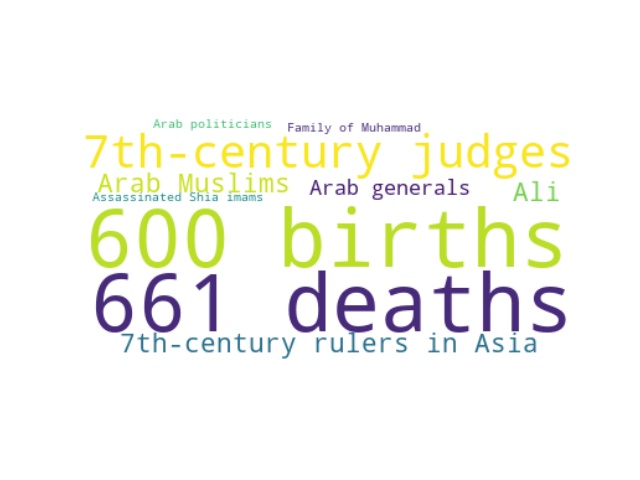 Arab politicians
Family of Muhammad
7th-century judges
Arab Muslims
Arab generals
Ali
Assassinated Shia imams
600 births
661 deaths
7th-century rulers in Asia